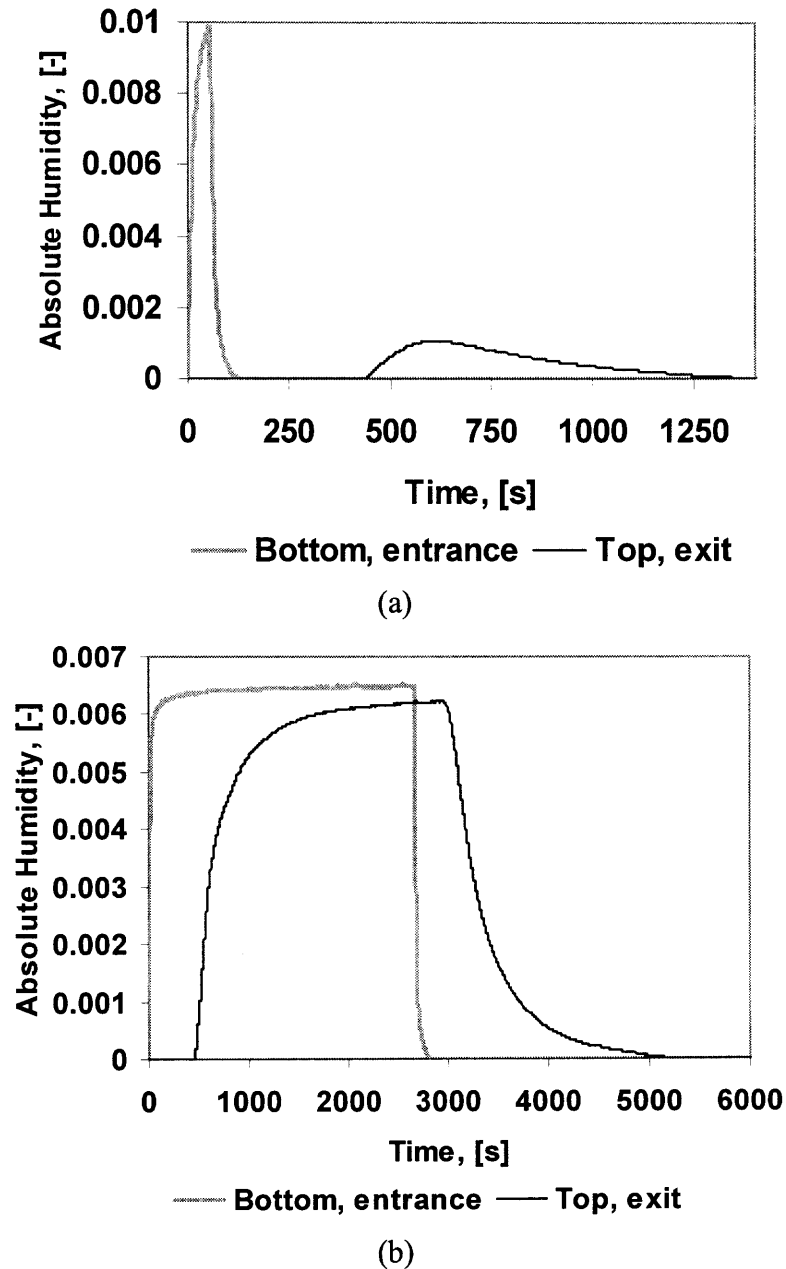 0.01
0.008
0.006
0.004
0.002
0
Absolute Humidity, [-]
0 250 500 750 1000 1250
Time, [s]
Bottom, entrance Top, exit
(a)
0.007
0.006
0.005
0.004
0.003
0.002
0.001
0
Absolute Humidity, [-]
0 1000 2000 3000 4000 5000 6000
Time, [s]
Bottom, entrance Top, exit
(b)